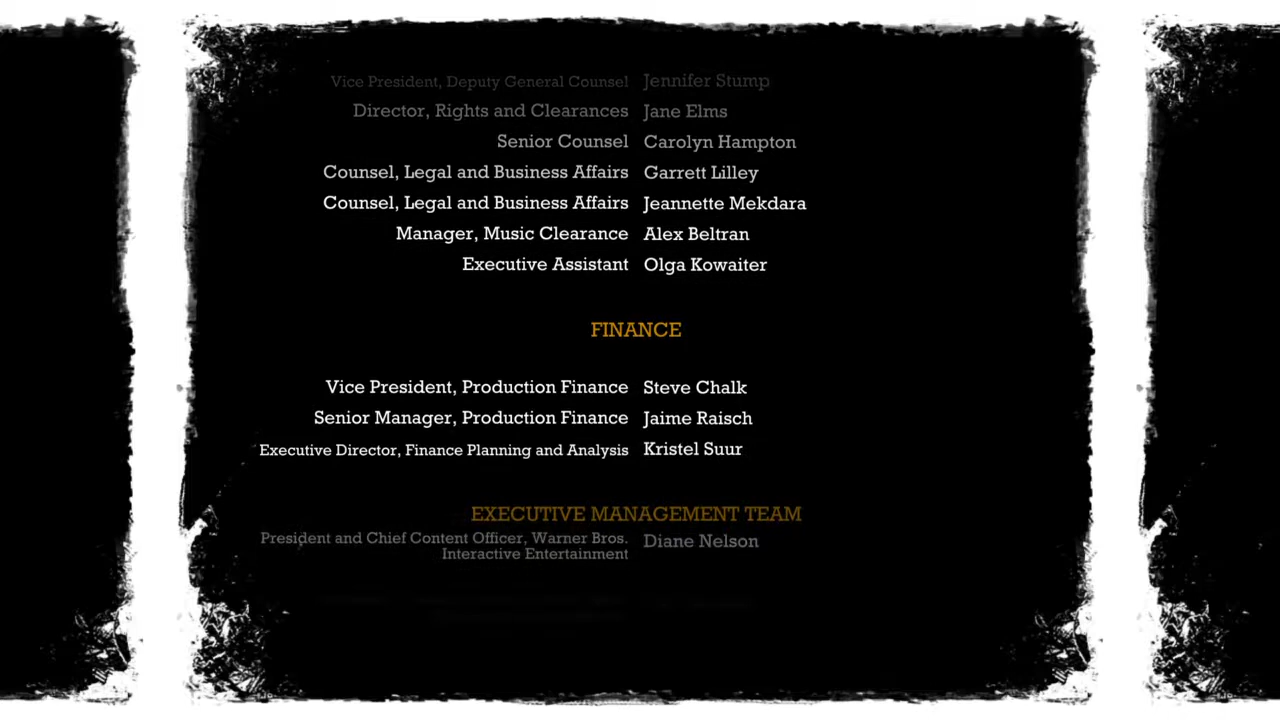 Vice President, Deputy General Counsel Jennifer Stump
Director, Rights and Clearances Jane Elms
Senior Counsel Carolyn Hampton
Counsel, Legal and Business Affairs Garrett Lilley
Counsel, Legal and Business Affairs Jeannette Mekdara
Manager, Music Clearance Alex Beltran
Executive Assistant Olga Kowaiter
FINANCE
Vice President, Production Finance Steve Chalk
Senior Manager, Production Finance Jaime Raisch
Executive Director, Finance Planning and Analysis Kristel Suur
EXECUTIVE MANAGEMENT TEAM
President and Chief Content Officer, Warner Bros. Diane Nelson
Interactive Entertainment